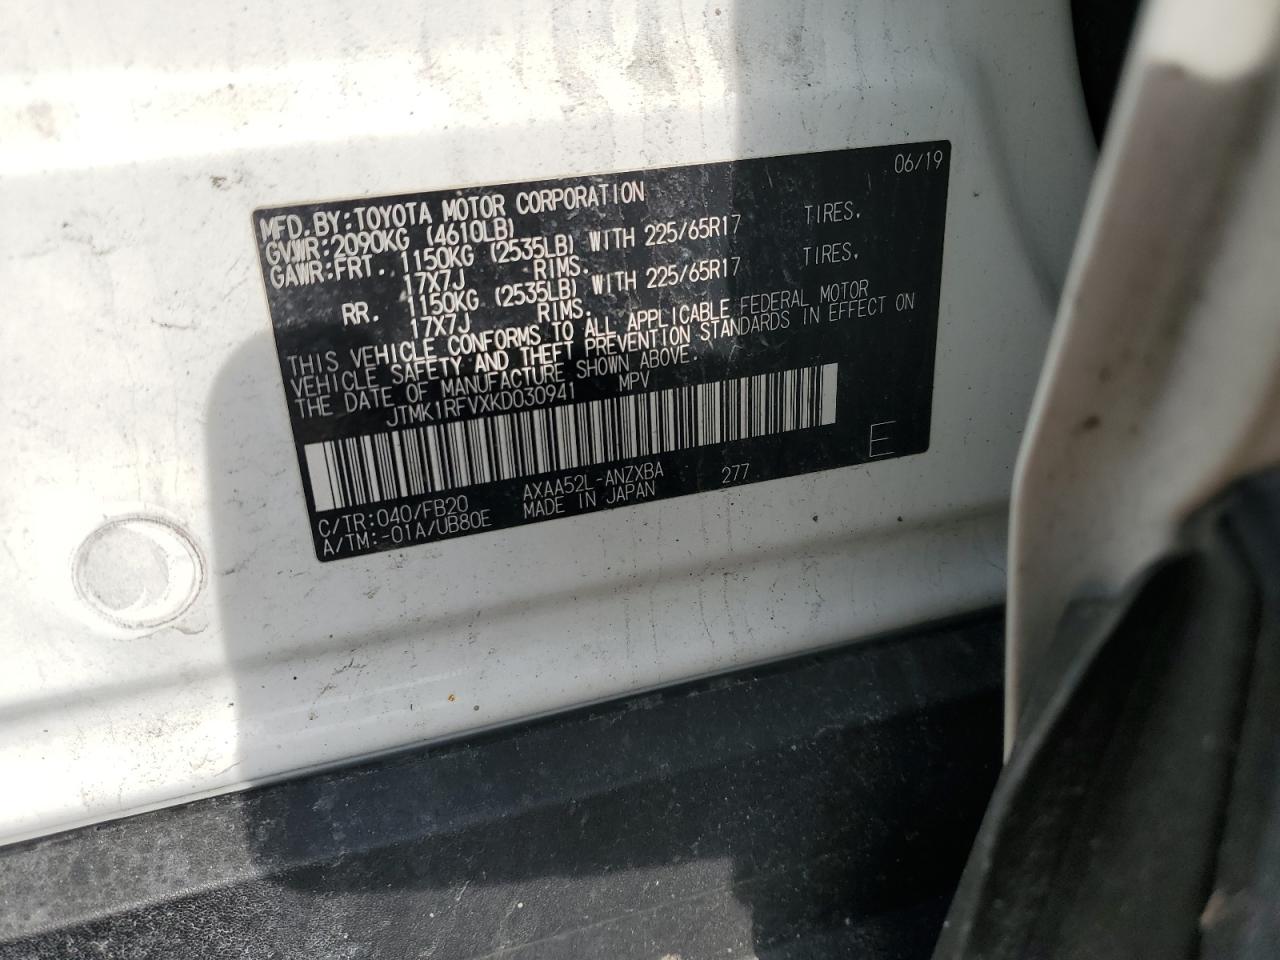 06/19
MFD. BY: TOYOTA MOTOR CORPORATION
GVWR: 2090KG (4610LB)
GAWR: FRT. 1150KG (2535LB) WITH 225/65R17 TIRES.
17X7J RIMS.
RR. 1150KG (2535LB) WITH 225/65R17 TIRES.
17X7J RIMS.
THIS VEHICLE CONFORMS TO ALL APPLICABLE FEDERAL MOTOR
VEHICLE SAFETY AND THEFT PREVENTION STANDARDS IN EFFECT ON
THE DATE OF MANUFACTURE SHOWN ABOVE.
JTMK1RFVXKD030941 MPV
E
C/TR: 040/FB20 AXAA52L-ANZXBA 277
A/TM: -01A/UB80E MADE IN JAPAN